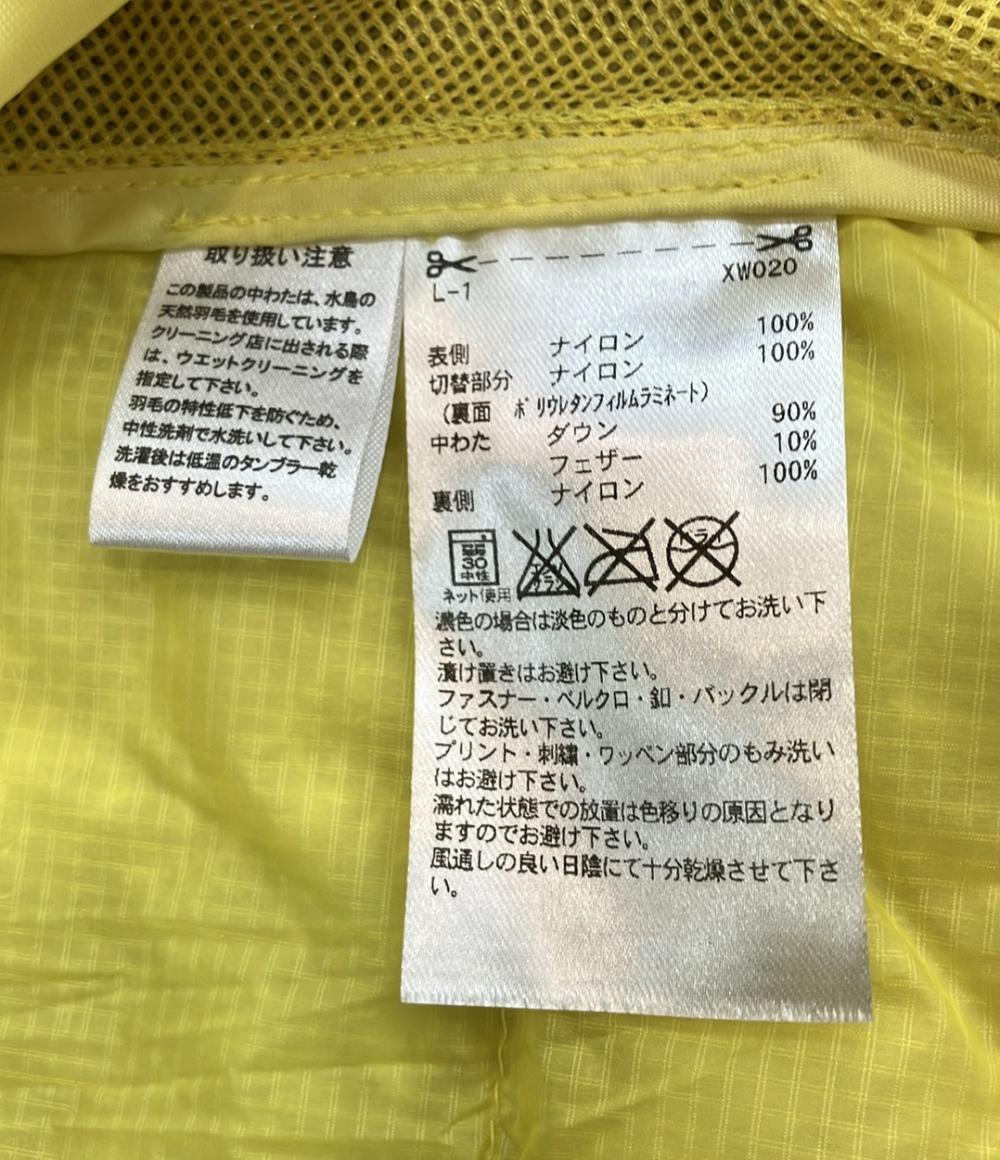 取り扱い注意
この製品の中わたは、水鳥の
天然羽毛を使用しています。
クリーニング店に出される際
は、ウエットクリーニングを
指定して下さい。
羽毛の特性低下を防ぐため、
中性洗剤で水洗いして下さい。
洗濯後は低温のタンブラー乾
燥をおすすめします。
L-1 XW020
表側 ナイロン 100%
切替部分 ナイロン 100%
(裏面 ポリウレタンフィルムラミネート)
中わた ダウン 90%
フェザー 10%
裏側 ナイロン 100%
弱
30
中性
エンソ
サラシ
ドライ
ネット使用
濃色の場合は淡色のものと分けてお洗い下
さい。
漬け置きはお避け下さい。
ファスナー・ベルクロ・釦・バックルは閉
じてお洗い下さい。
プリント・刺繍・ワッペン部分のもみ洗い
はお避け下さい。
濡れた状態での放置は色移りの原因となり
ますのでお避け下さい。
風通しの良い日陰にて十分乾燥させて下さ
い。